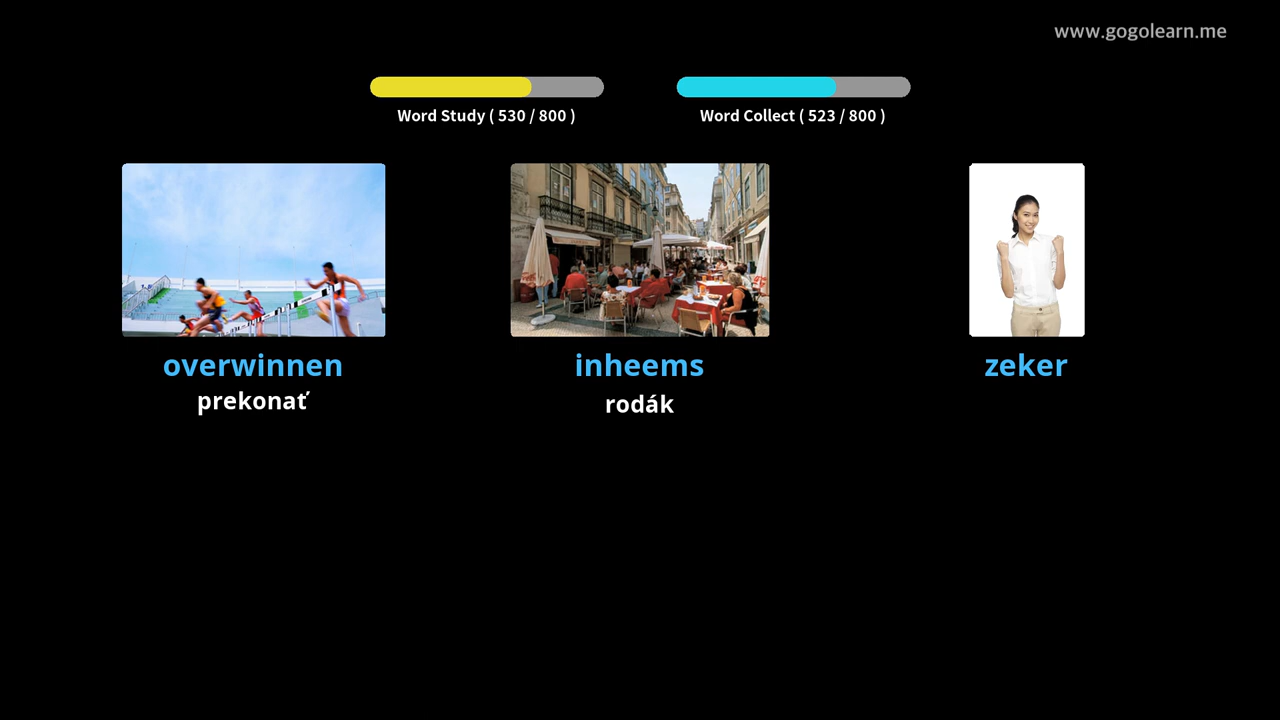 www.gogolearn.me
Word Study ( 530 / 800 )
Word Collect ( 523 / 800 )
overwinnen
inheems
zeker
prekonať
rodák